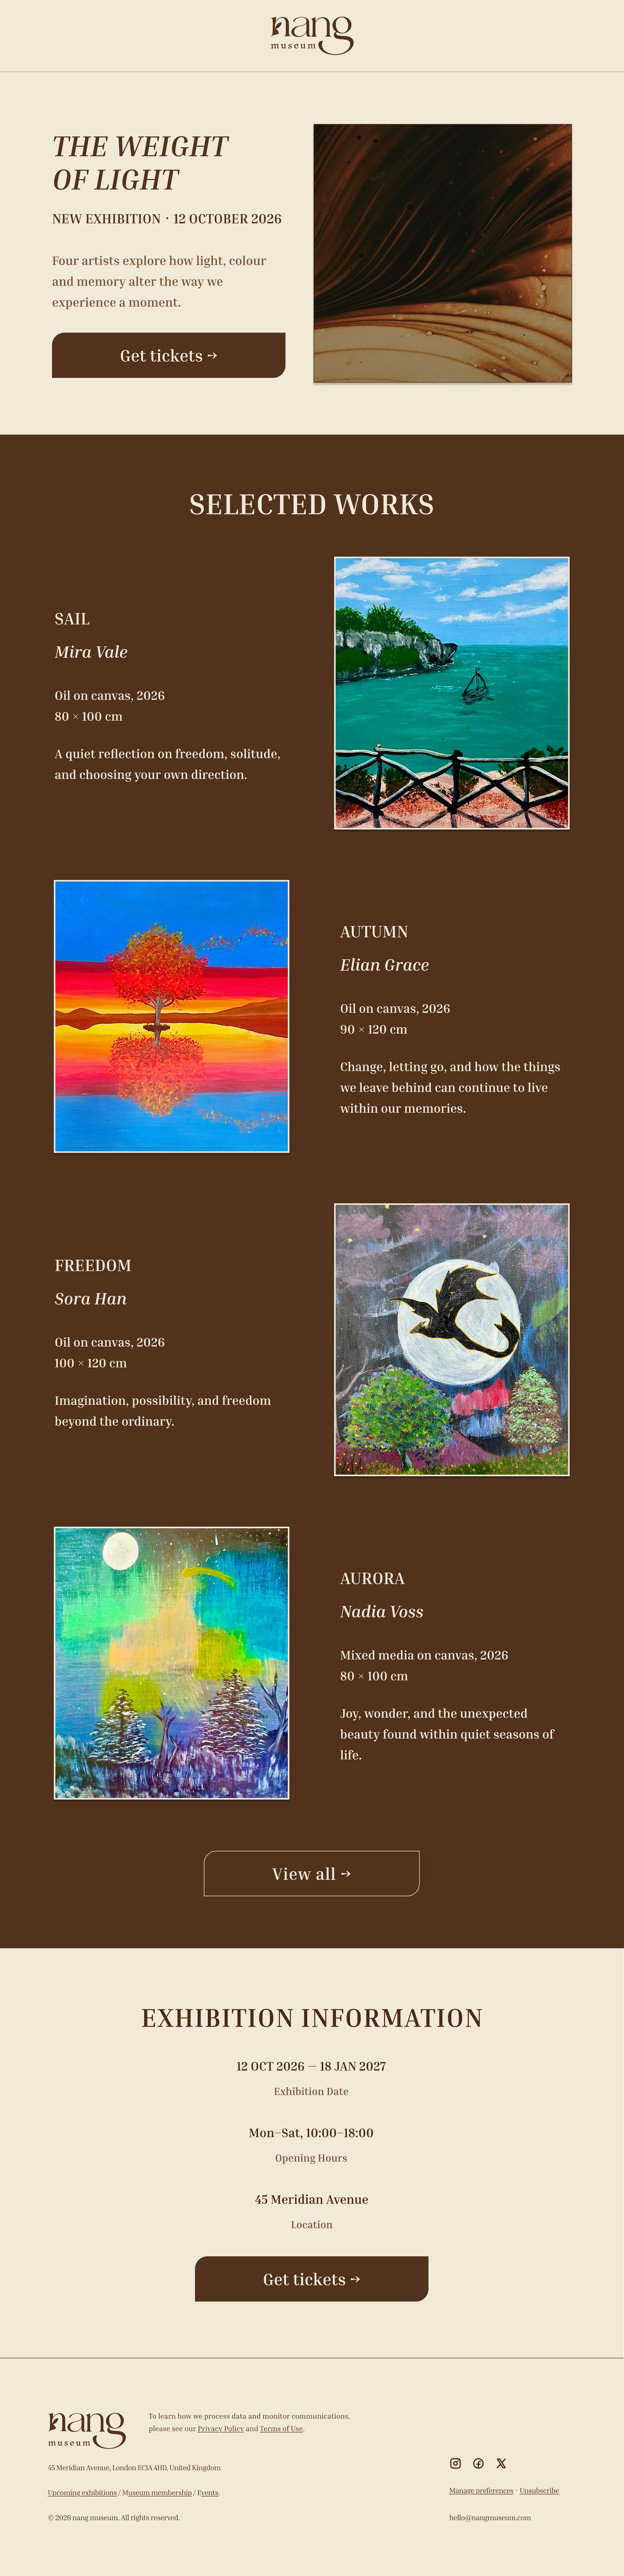 nang
museum
THE WEIGHT
OF LIGHT
NEW EXHIBITION · 12 OCTOBER 2026
Four artists explore how light, colour
and memory alter the way we
experience a moment.
Get tickets →
SELECTED WORKS
SAIL
Mira Vale
Oil on canvas, 2026
80 × 100 cm
A quiet reflection on freedom, solitude,
and choosing your own direction.
AUTUMN
Elian Grace
Oil on canvas, 2026
90 × 120 cm
Change, letting go, and how the things
we leave behind can continue to live
within our memories.
FREEDOM
Sora Han
Oil on canvas, 2026
100 × 120 cm
Imagination, possibility, and freedom
beyond the ordinary.
AURORA
Nadia Voss
Mixed media on canvas, 2026
80 × 100 cm
Joy, wonder, and the unexpected
beauty found within quiet seasons of
life.
View all →
EXHIBITION INFORMATION
12 OCT 2026 — 18 JAN 2027
Exhibition Date
Mon–Sat, 10:00–18:00
Opening Hours
45 Meridian Avenue
Location
Get tickets →
nang
museum
To learn how we process data and monitor communications,
please see our Privacy Policy and Terms of Use.
45 Meridian Avenue, London EC1A 4HD, United Kingdom
Upcoming exhibitions / Museum membership / Events.
© 2026 nang museum. All rights reserved.
Manage preferences · Unsubscribe
hello@nangmuseum.com